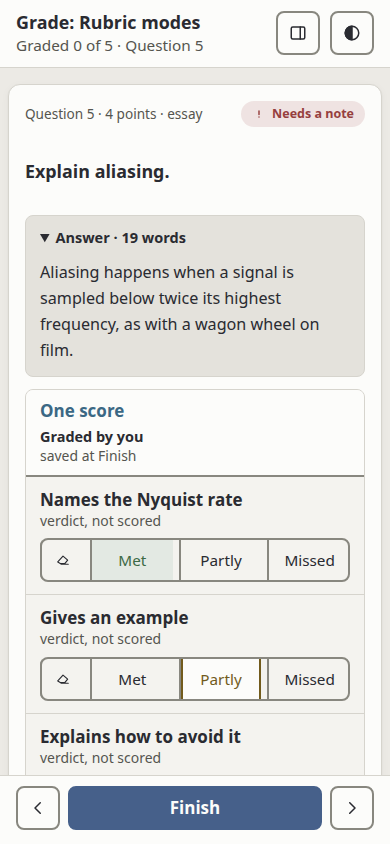 Grade: Rubric modes
Graded 0 of 5 · Question 5
Question 5 · 4 points · essay
! Needs a note
Explain aliasing.
Answer · 19 words
Aliasing happens when a signal is
sampled below twice its highest
frequency, as with a wagon wheel on
film.
One score
Graded by you
saved at Finish
Names the Nyquist rate
verdict, not scored
Met Partly Missed
Gives an example
verdict, not scored
Met Partly Missed
Explains how to avoid it
verdict, not scored
Finish